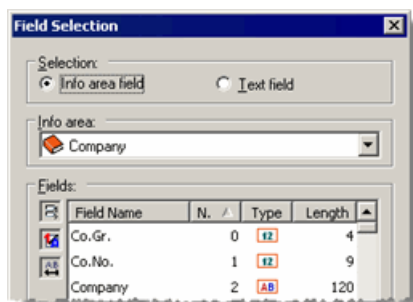 Field Selection
Selection:
Info area field Text field
Info area:
Company
Fields:
Field Name N. Type Length
Co.Gr. 0 12 4
Co.No. 1 12 9
Company 2 AB 120
AB